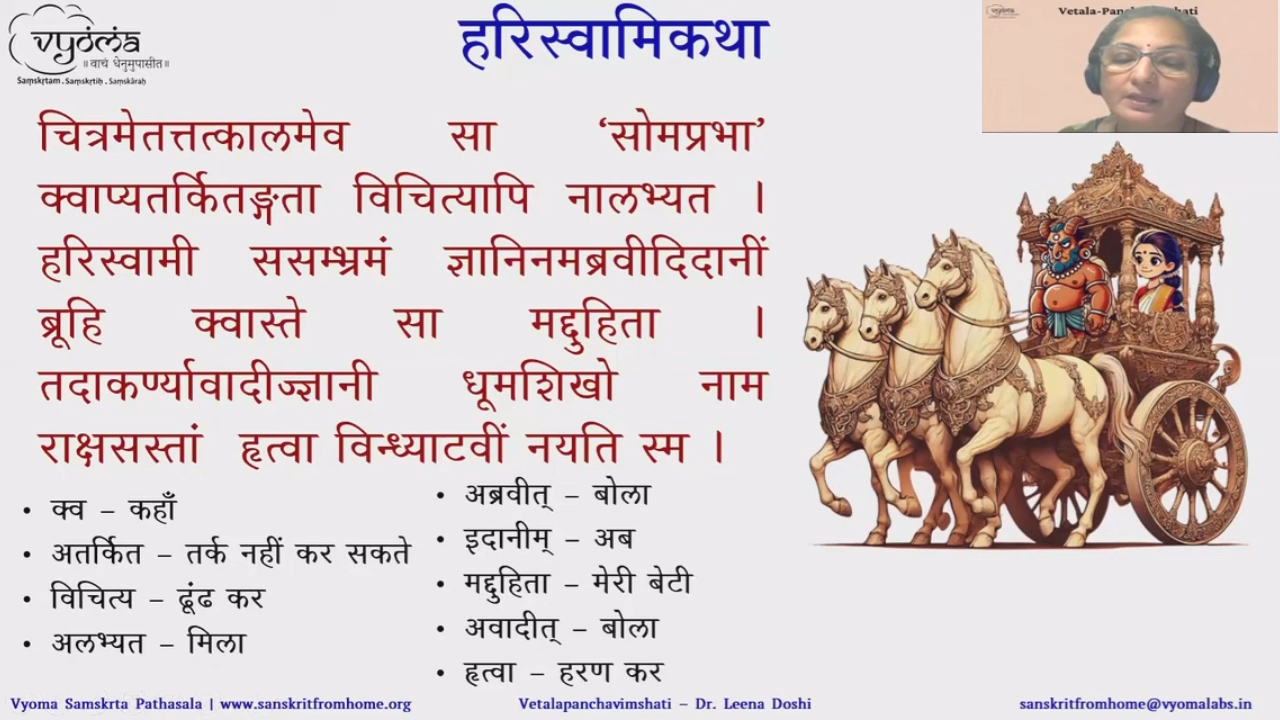 vyoma
॥ वाचं धेनुमुपासीत॥
Saṃskṛtam . Saṃskṛtiḥ . Saṃskāraḥ
हरिस्वामिकथा
चित्रमेतत्तत्कालमेव सा ‘सोमप्रभा’
क्वाप्यतर्कितङ्गता विचित्यापि नालभ्यत ।
हरिस्वामी ससम्भ्रमं ज्ञानिनमब्रवीदिदानीं
ब्रूहि क्वास्ते सा मद्दुहिता ।
तदाकर्ण्यावादीज्ज्ञानी धूमशिखो नाम
राक्षसस्तां हृत्वा विन्ध्याटवीं नयति स्म ।
• क्व – कहाँ
• अतर्कित – तर्क नहीं कर सकते
• विचित्य – ढूंढ कर
• अलभ्यत – मिला
• अब्रवीत् – बोला
• इदानीम् – अब
• मद्दुहिता – मेरी बेटी
• अवादीत् – बोला
• हृत्वा – हरण कर
Vyoma Samskrta Pathasala | www.sanskritfromhome.org
Vetalapanchavimshati – Dr. Leena Doshi
sanskritfromhome@vyomalabs.in